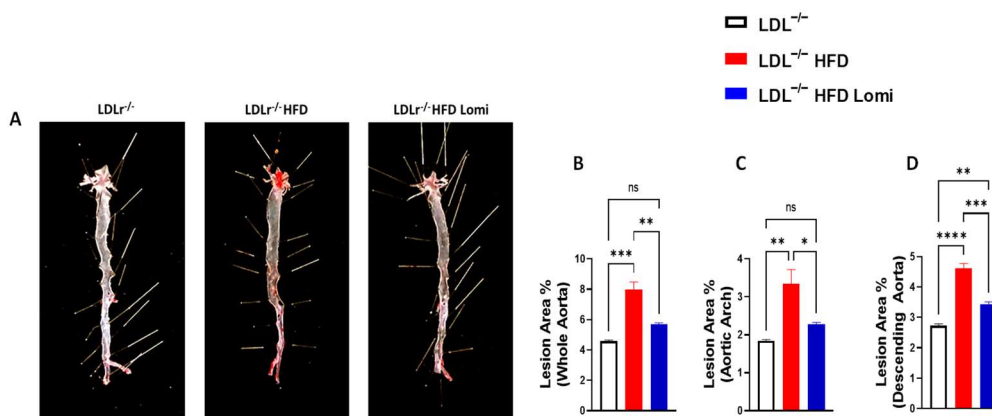 LDL⁻/⁻
LDL⁻/⁻ HFD
LDL⁻/⁻ HFD Lomi
A
LDLr⁻/⁻
LDLr⁻/⁻HFD
LDLr⁻/⁻HFD Lomi
B
ns
***
**
Lesion Area %
(Whole Aorta)
10
8
6
4
2
0
C
ns
**
*
Lesion Area %
(Aortic Arch)
4
3
2
1
0
D
**
***
****
Lesion Area %
(Descending Aorta)
5
4
3
2
1
0